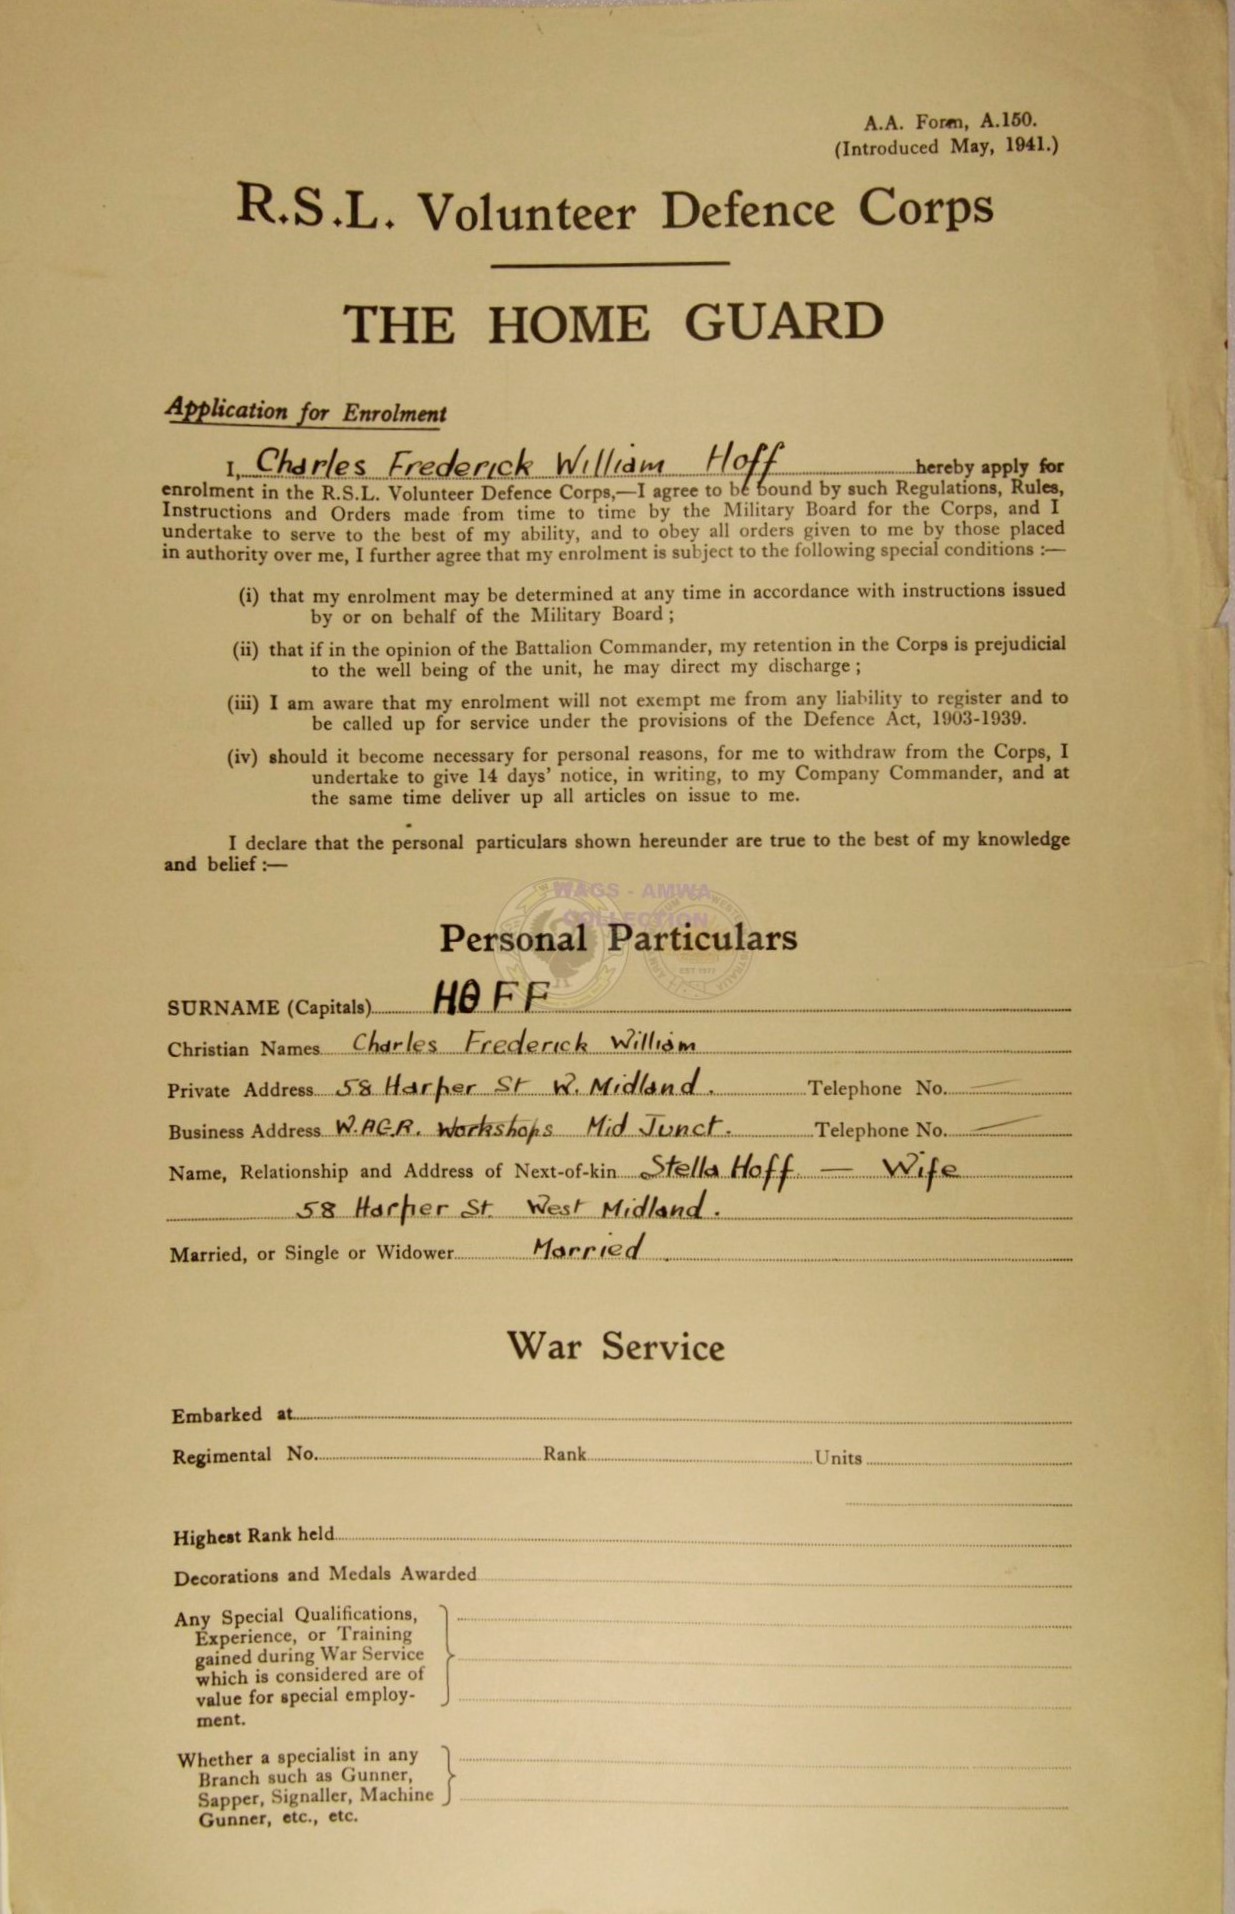 A.A. Form, A.150.
(Introduced May, 1941.)
R.S.L. Volunteer Defence Corps
THE HOME GUARD
Application for Enrolment
I, Charles Frederick William Hoff hereby apply for
enrolment in the R.S.L. Volunteer Defence Corps,—I agree to be bound by such Regulations, Rules,
Instructions and Orders made from time to time by the Military Board for the Corps, and I
undertake to serve to the best of my ability, and to obey all orders given to me by those placed
in authority over me, I further agree that my enrolment is subject to the following special conditions :—
(i) that my enrolment may be determined at any time in accordance with instructions issued
by or on behalf of the Military Board ;
(ii) that if in the opinion of the Battalion Commander, my retention in the Corps is prejudicial
to the well being of the unit, he may direct my discharge ;
(iii) I am aware that my enrolment will not exempt me from any liability to register and to
be called up for service under the provisions of the Defence Act, 1903-1939.
(iv) should it become necessary for personal reasons, for me to withdraw from the Corps, I
undertake to give 14 days' notice, in writing, to my Company Commander, and at
the same time deliver up all articles on issue to me.
I declare that the personal particulars shown hereunder are true to the best of my knowledge
and belief :—
WAGS - AMWA
COLLECTION
Personal Particulars
SURNAME (Capitals) HOFF
Christian Names Charles Frederick William
Private Address 58 Harper St W. Midland. Telephone No. —
Business Address W.A.G.R. Workshops Mid Junct. Telephone No. —
Name, Relationship and Address of Next-of-kin Stella Hoff — Wife
58 Harper St. West Midland.
Married, or Single or Widower Married
War Service
Embarked at
Regimental No. Rank Units
Highest Rank held
Decorations and Medals Awarded
Any Special Qualifications,
Experience, or Training
gained during War Service
which is considered are of
value for special employ-
ment.
Whether a specialist in any
Branch such as Gunner,
Sapper, Signaller, Machine
Gunner, etc., etc.